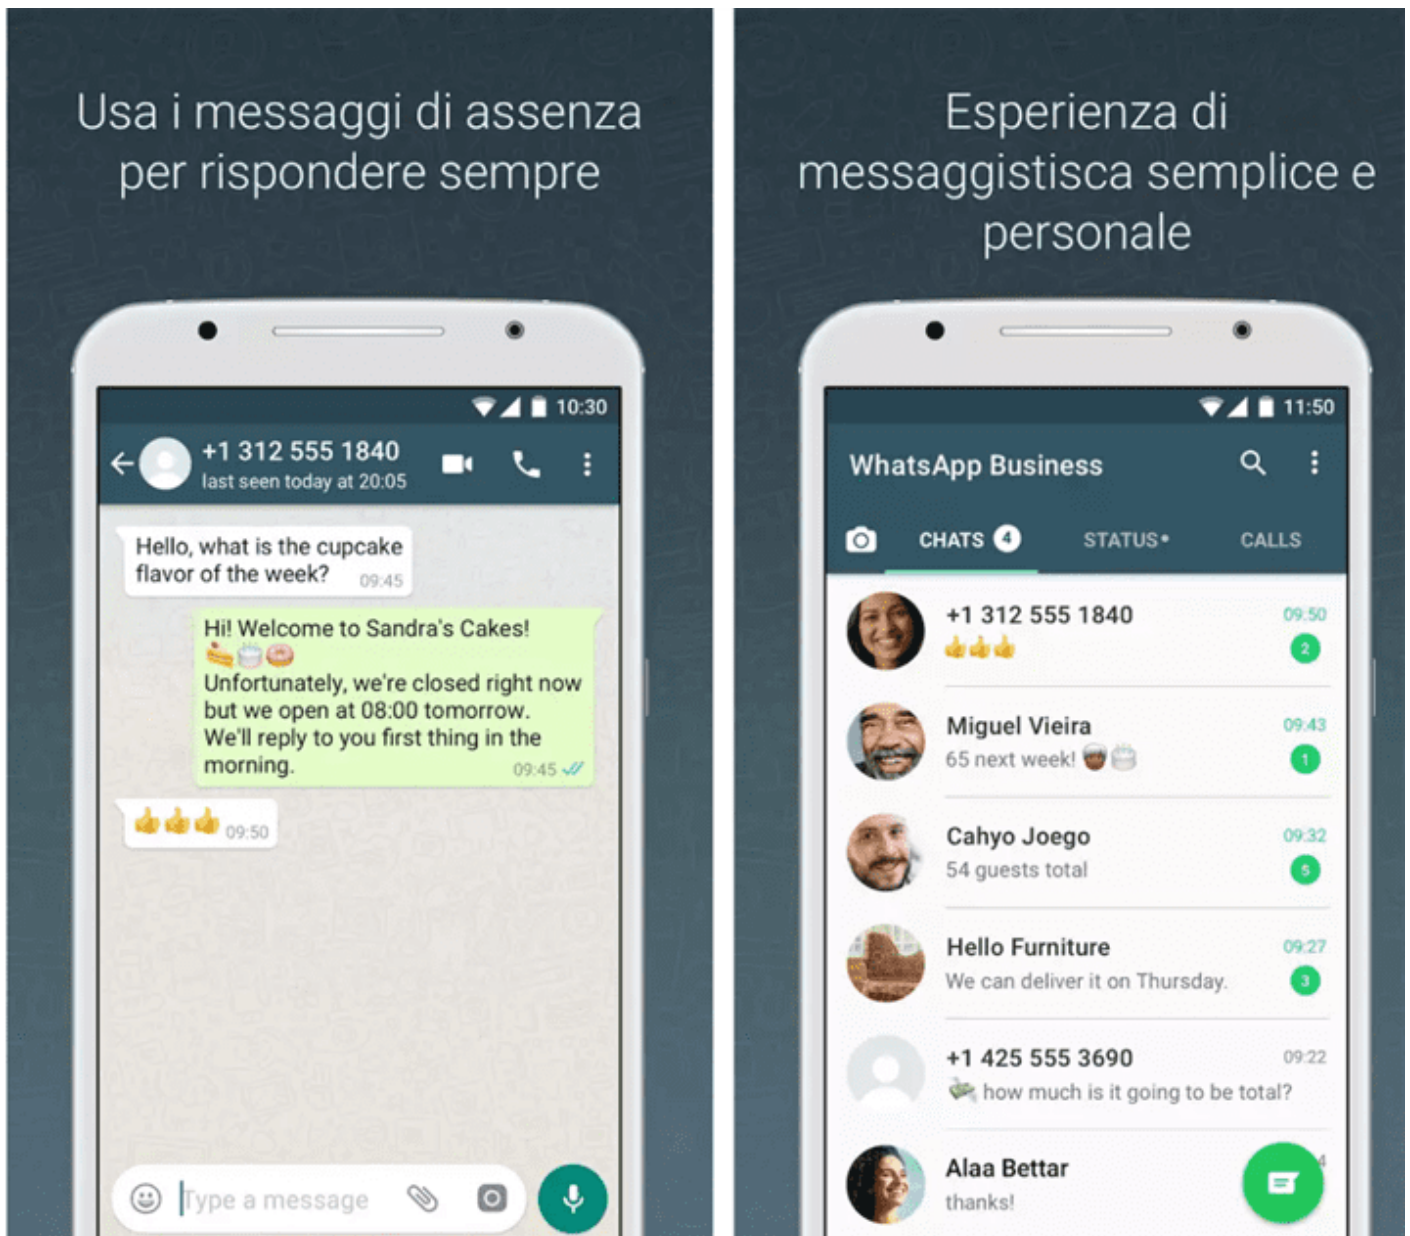 Usa i messaggi di assenza
per rispondere sempre
10:30
+1 312 555 1840
last seen today at 20:05
Hello, what is the cupcake
flavor of the week? 09:45
Hi! Welcome to Sandra's Cakes!
🍰🎂🍩
Unfortunately, we're closed right now
but we open at 08:00 tomorrow.
We'll reply to you first thing in the
morning. 09:45
👍👍👍 09:50
Type a message
Esperienza di
messaggistisca semplice e
personale
11:50
WhatsApp Business
CHATS 4 STATUS• CALLS
+1 312 555 1840 09:50
👍👍👍 2
Miguel Vieira 09:43
65 next week! 🎂 1
Cahyo Joego 09:32
54 guests total 5
Hello Furniture 09:27
We can deliver it on Thursday. 3
+1 425 555 3690 09:22
💸 how much is it going to be total?
Alaa Bettar
thanks!